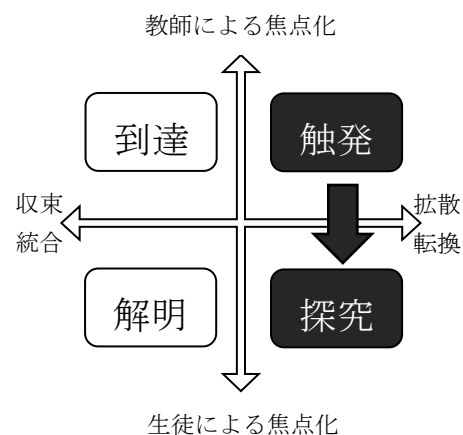 教師による焦点化
到達
触発
収束
統合
拡散
転換
解明
探究
生徒による焦点化